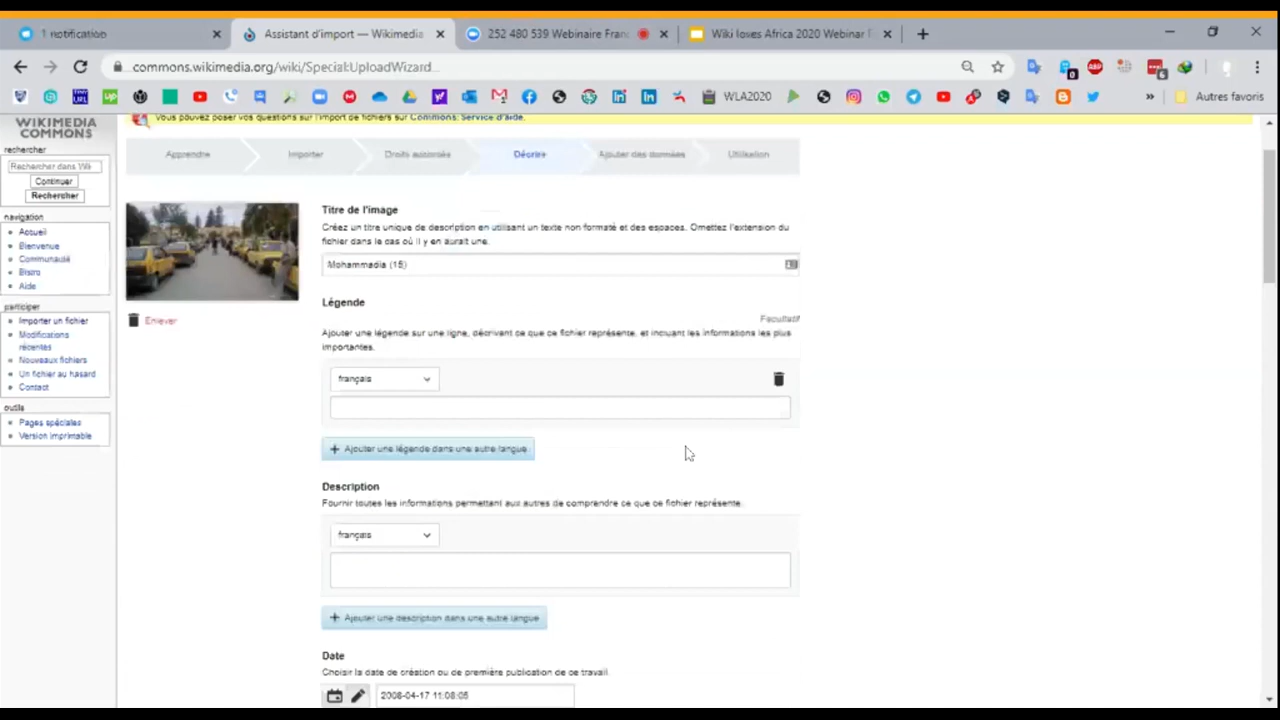 1 notification
Assistant d'import — Wikimedia
252 480 539 Webinaire Franc
Wiki loves Africa 2020 Webinar F
commons.wikimedia.org/wiki/Special:UploadWizard
WLA2020
» Autres favoris
WIKIMEDIA
COMMONS
Vous pouvez poser vos questions sur l'import de fichiers sur Commons: Service d'aide.
rechercher
Rechercher dans Wiki
Continuer
Rechercher
navigation
Accueil
Bienvenue
Communauté
Bistro
Aide
participer
Importer un fichier
Modifications
récentes
Nouveaux fichiers
Un fichier au hasard
Contact
outils
Pages spéciales
Version imprimable
Apprendre
Importer
Droits autorisés
Décrire
Ajouter des données
Utilisation
Enlever
Titre de l'image
Créez un titre unique de description en utilisant un texte non formaté et des espaces. Omettez l'extension du
fichier dans le cas où il y en aurait une.
Mohammadia (15)
Légende
Facultatif
Ajouter une légende sur une ligne, décrivant ce que ce fichier représente, et incluant les informations les plus
importantes.
français
+ Ajouter une légende dans une autre langue
Description
Fournir toutes les informations permettant aux autres de comprendre ce que ce fichier représente.
français
+ Ajouter une description dans une autre langue
Date
Choisir la date de création ou de première publication de ce travail.
2008-04-17 11:08:05